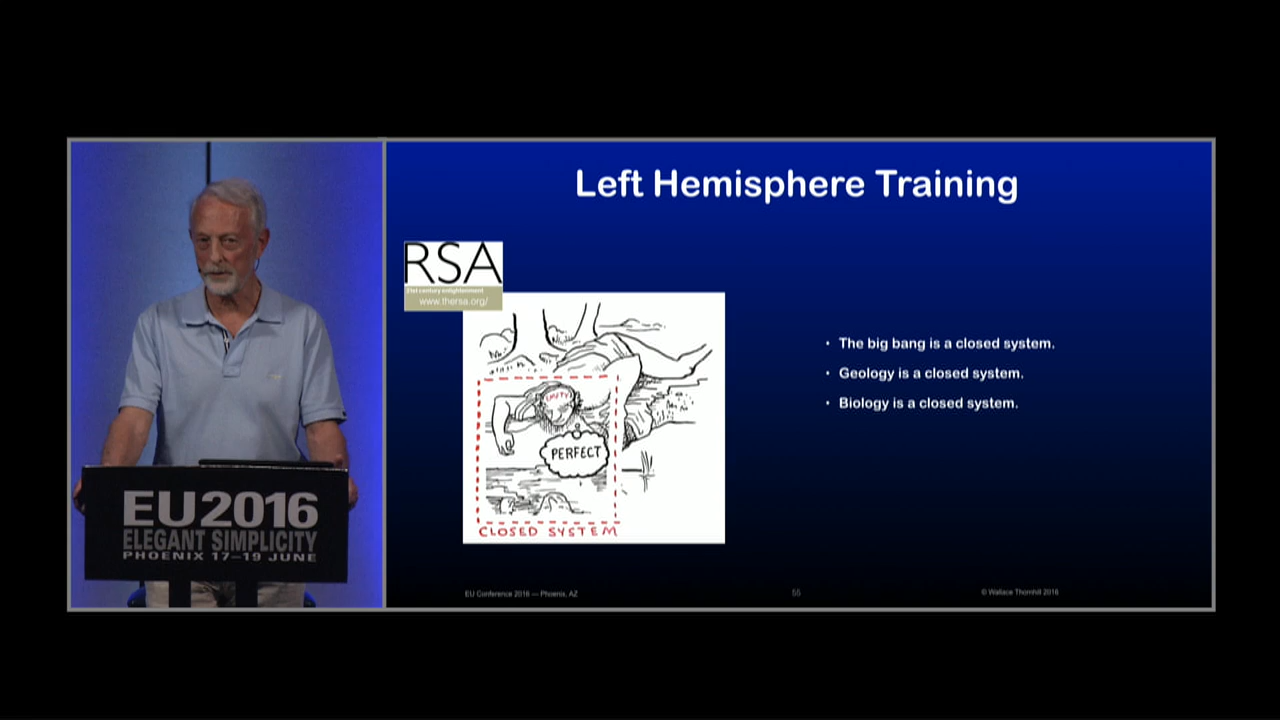 Left Hemisphere Training
RSA
21st century enlightenment
www.thersa.org/
EMPTY
PERFECT
CLOSED SYSTEM
• The big bang is a closed system.
• Geology is a closed system.
• Biology is a closed system.
EU2016
ELEGANT SIMPLICITY
PHOENIX 17–19 JUNE
EU Conference 2016 — Phoenix, AZ
55
© Wallace Thornhill 2016